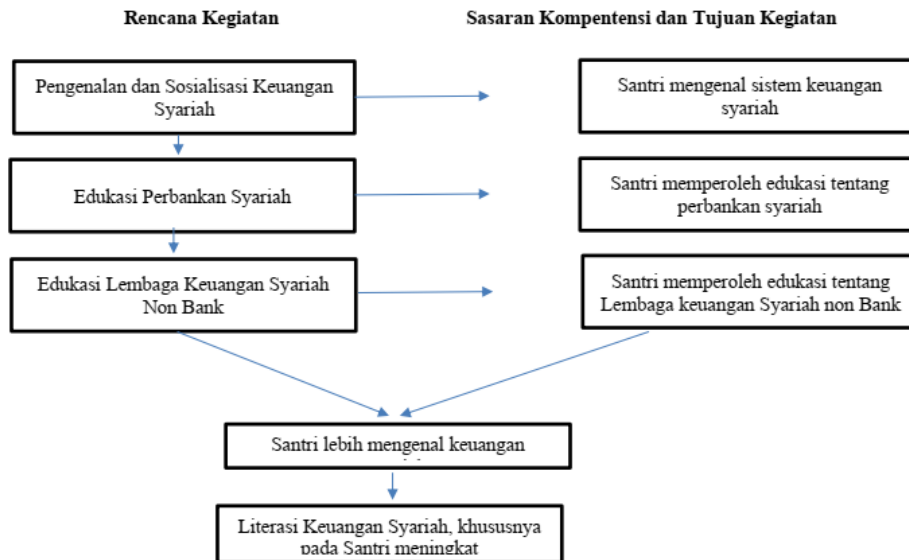 Rencana Kegiatan
Sasaran Kompentensi dan Tujuan Kegiatan
Pengenalan dan Sosialisasi Keuangan
Syariah
Santri mengenal sistem keuangan
syariah
Edukasi Perbankan Syariah
Santri memperoleh edukasi tentang
perbankan syariah
Edukasi Lembaga Keuangan Syariah
Non Bank
Santri memperoleh edukasi tentang
Lembaga keuangan Syariah non Bank
Santri lebih mengenal keuangan
Literasi Keuangan Syariah, khususnya
pada Santri meningkat